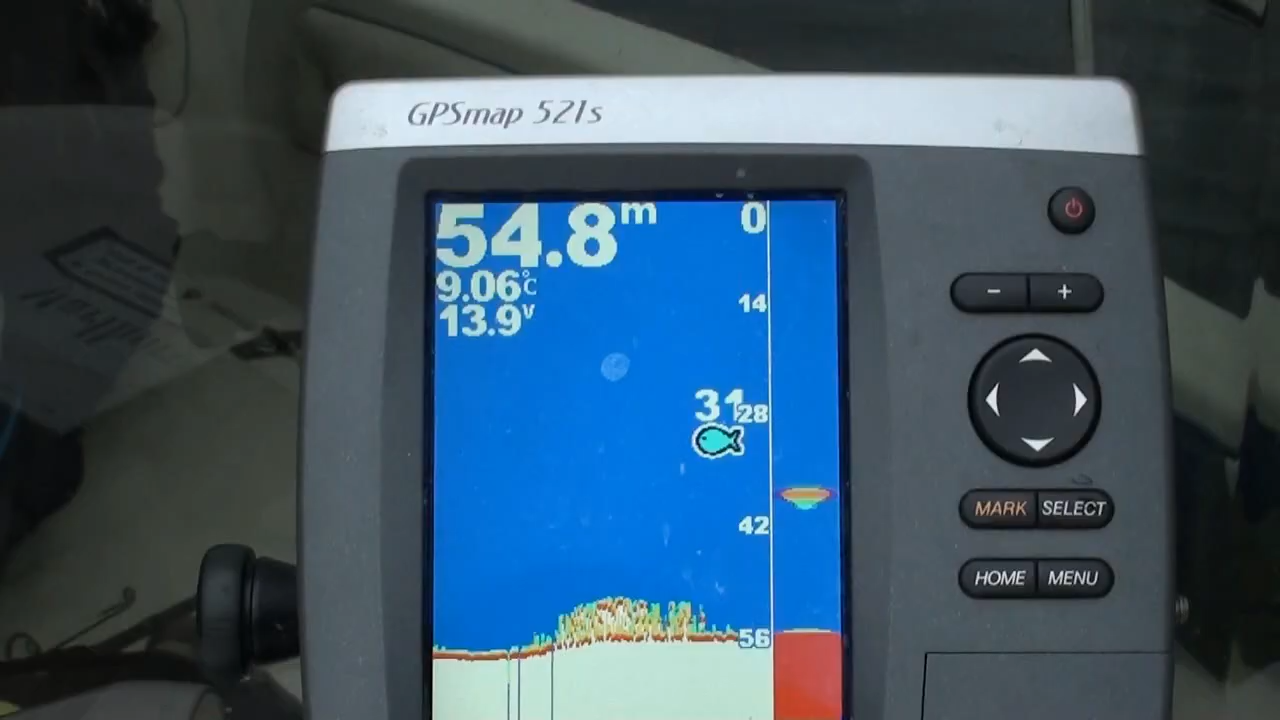 GPSmap 521s
54.8m
9.06°C
13.9V
0
14
31
28
42
56
- +
MARK SELECT
HOME MENU